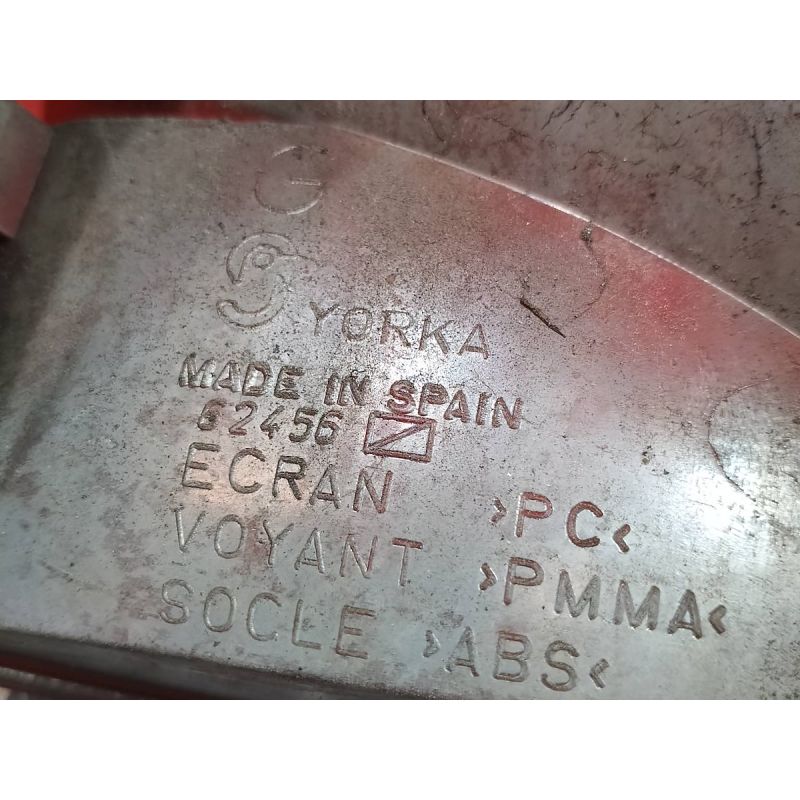 G
YORKA
MADE IN SPAIN
62456
ECRAN >PC<
VOYANT >PMMA<
SOCLE >ABS<